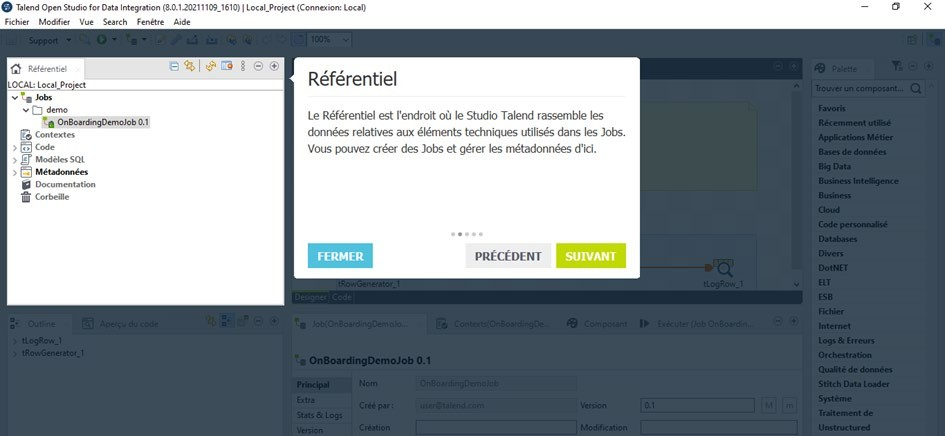 Talend Open Studio for Data Integration (8.0.1.20211109_1610) | Local_Project (Connexion: Local)
Fichier Modifier Vue Search Fenêtre Aide
Support 100%
Référentiel
LOCAL: Local_Project
Jobs
demo
OnBoardingDemoJob 0.1
Contextes
Code
Modèles SQL
Métadonnées
Documentation
Corbeille
Référentiel
Le Référentiel est l'endroit où le Studio Talend rassemble les
données relatives aux éléments techniques utilisés dans les Jobs.
Vous pouvez créer des Jobs et gérer les métadonnées d'ici.
FERMER PRÉCÉDENT SUIVANT
tRowGenerator_1 tLogRow_1
Designer Code
Palette
Trouver un composant...
Favoris
Récemment utilisé
Applications Métier
Bases de données
Big Data
Business Intelligence
Business
Cloud
Code personnalisé
Databases
Divers
DotNET
ELT
ESB
Fichier
Internet
Logs & Erreurs
Orchestration
Qualité de données
Stitch Data Loader
Système
Traitement de
Unstructured
Outline Aperçu du code
tLogRow_1
tRowGenerator_1
Job(OnBoardingDemoJo... Contexts(OnBoardingDe... Composant Exécuter (Job OnBoardin...
OnBoardingDemoJob 0.1
Principal Nom OnBoardingDemoJob
Extra Créé par : user@talend.com Version 0.1 M m
Stats & Logs
Version Création Modification